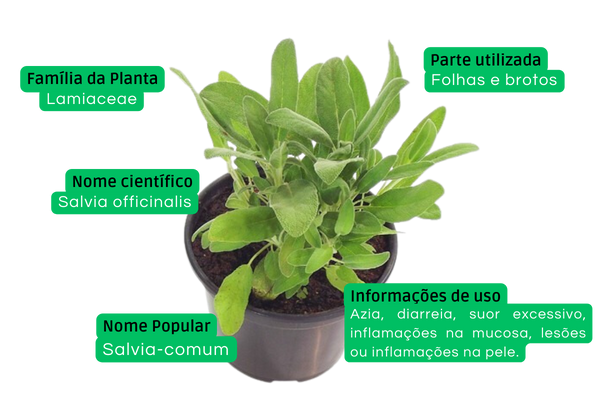 Família da Planta
Lamiaceae
Parte utilizada
Folhas e brotos
Nome científico
Salvia officinalis
Nome Popular
Salvia-comum
Informações de uso
Azia, diarreia, suor excessivo,
inflamações na mucosa, lesões
ou inflamações na pele.